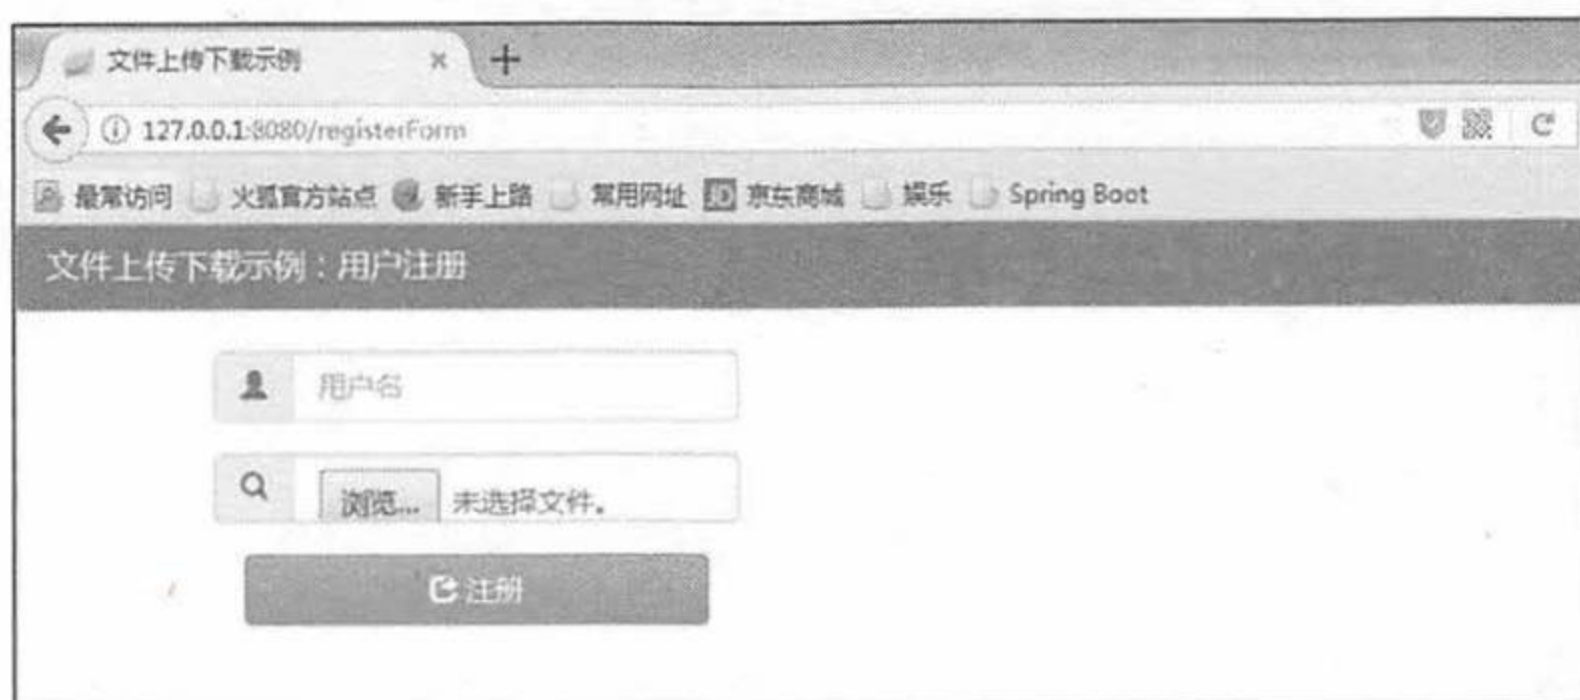 文件上传下载示例
127.0.0.1:8080/registerForm
最常访问 火狐官方站点 新手上路 常用网址 JD 京东商城 娱乐 Spring Boot
文件上传下载示例：用户注册
用户名
浏览... 未选择文件。
注册